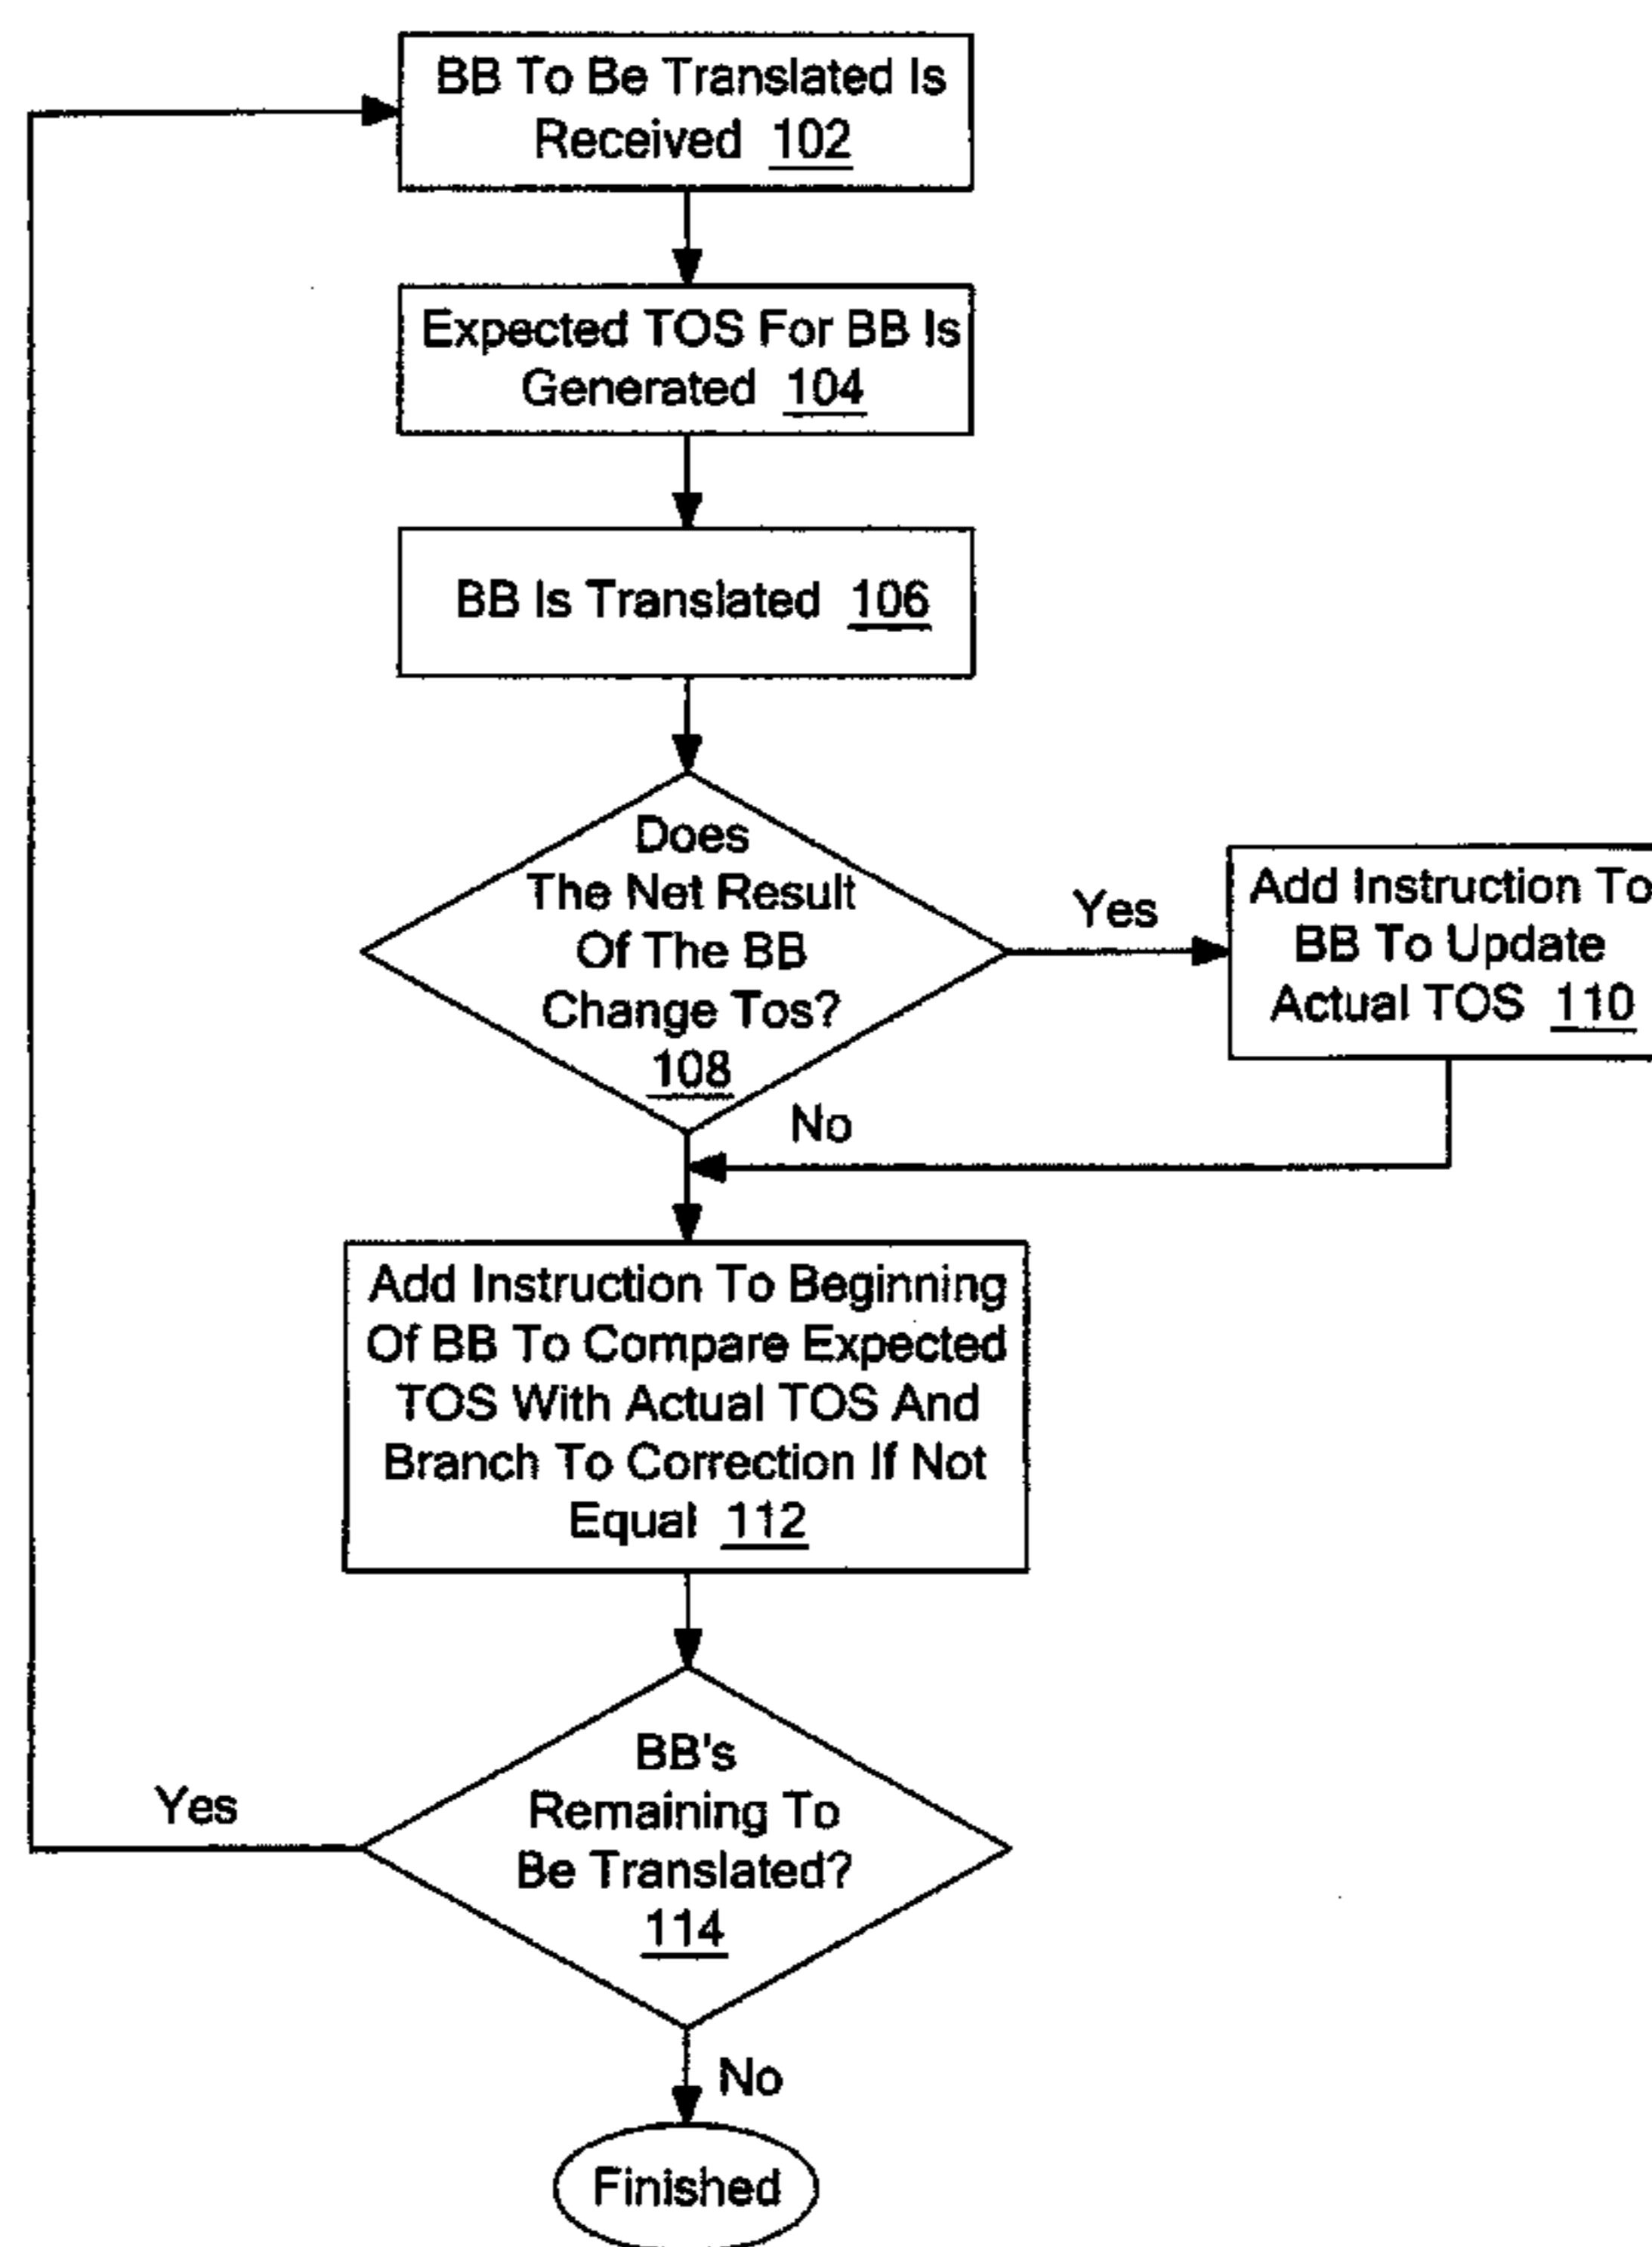 BB To Be Translated Is
Received 102
Expected TOS For BB Is
Generated 104
BB Is Translated 106
Does
The Net Result
Of The BB
Change Tos?
108
Yes
Add Instruction To
BB To Update
Actual TOS 110
No
Add Instruction To Beginning
Of BB To Compare Expected
TOS With Actual TOS And
Branch To Correction If Not
Equal 112
BB's
Remaining To
Be Translated?
114
Yes
No
Finished